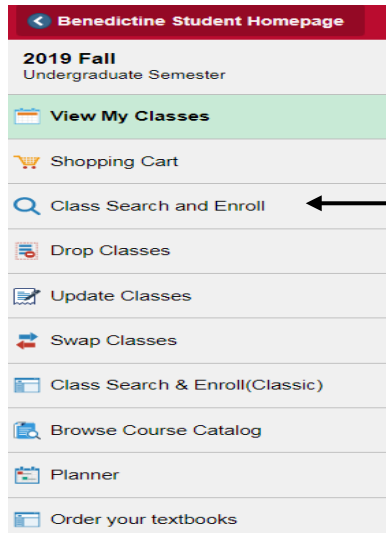 Benedictine Student Homepage
2019 Fall
Undergraduate Semester
View My Classes
Shopping Cart
Class Search and Enroll
Drop Classes
Update Classes
Swap Classes
Class Search & Enroll(Classic)
Browse Course Catalog
Planner
Order your textbooks